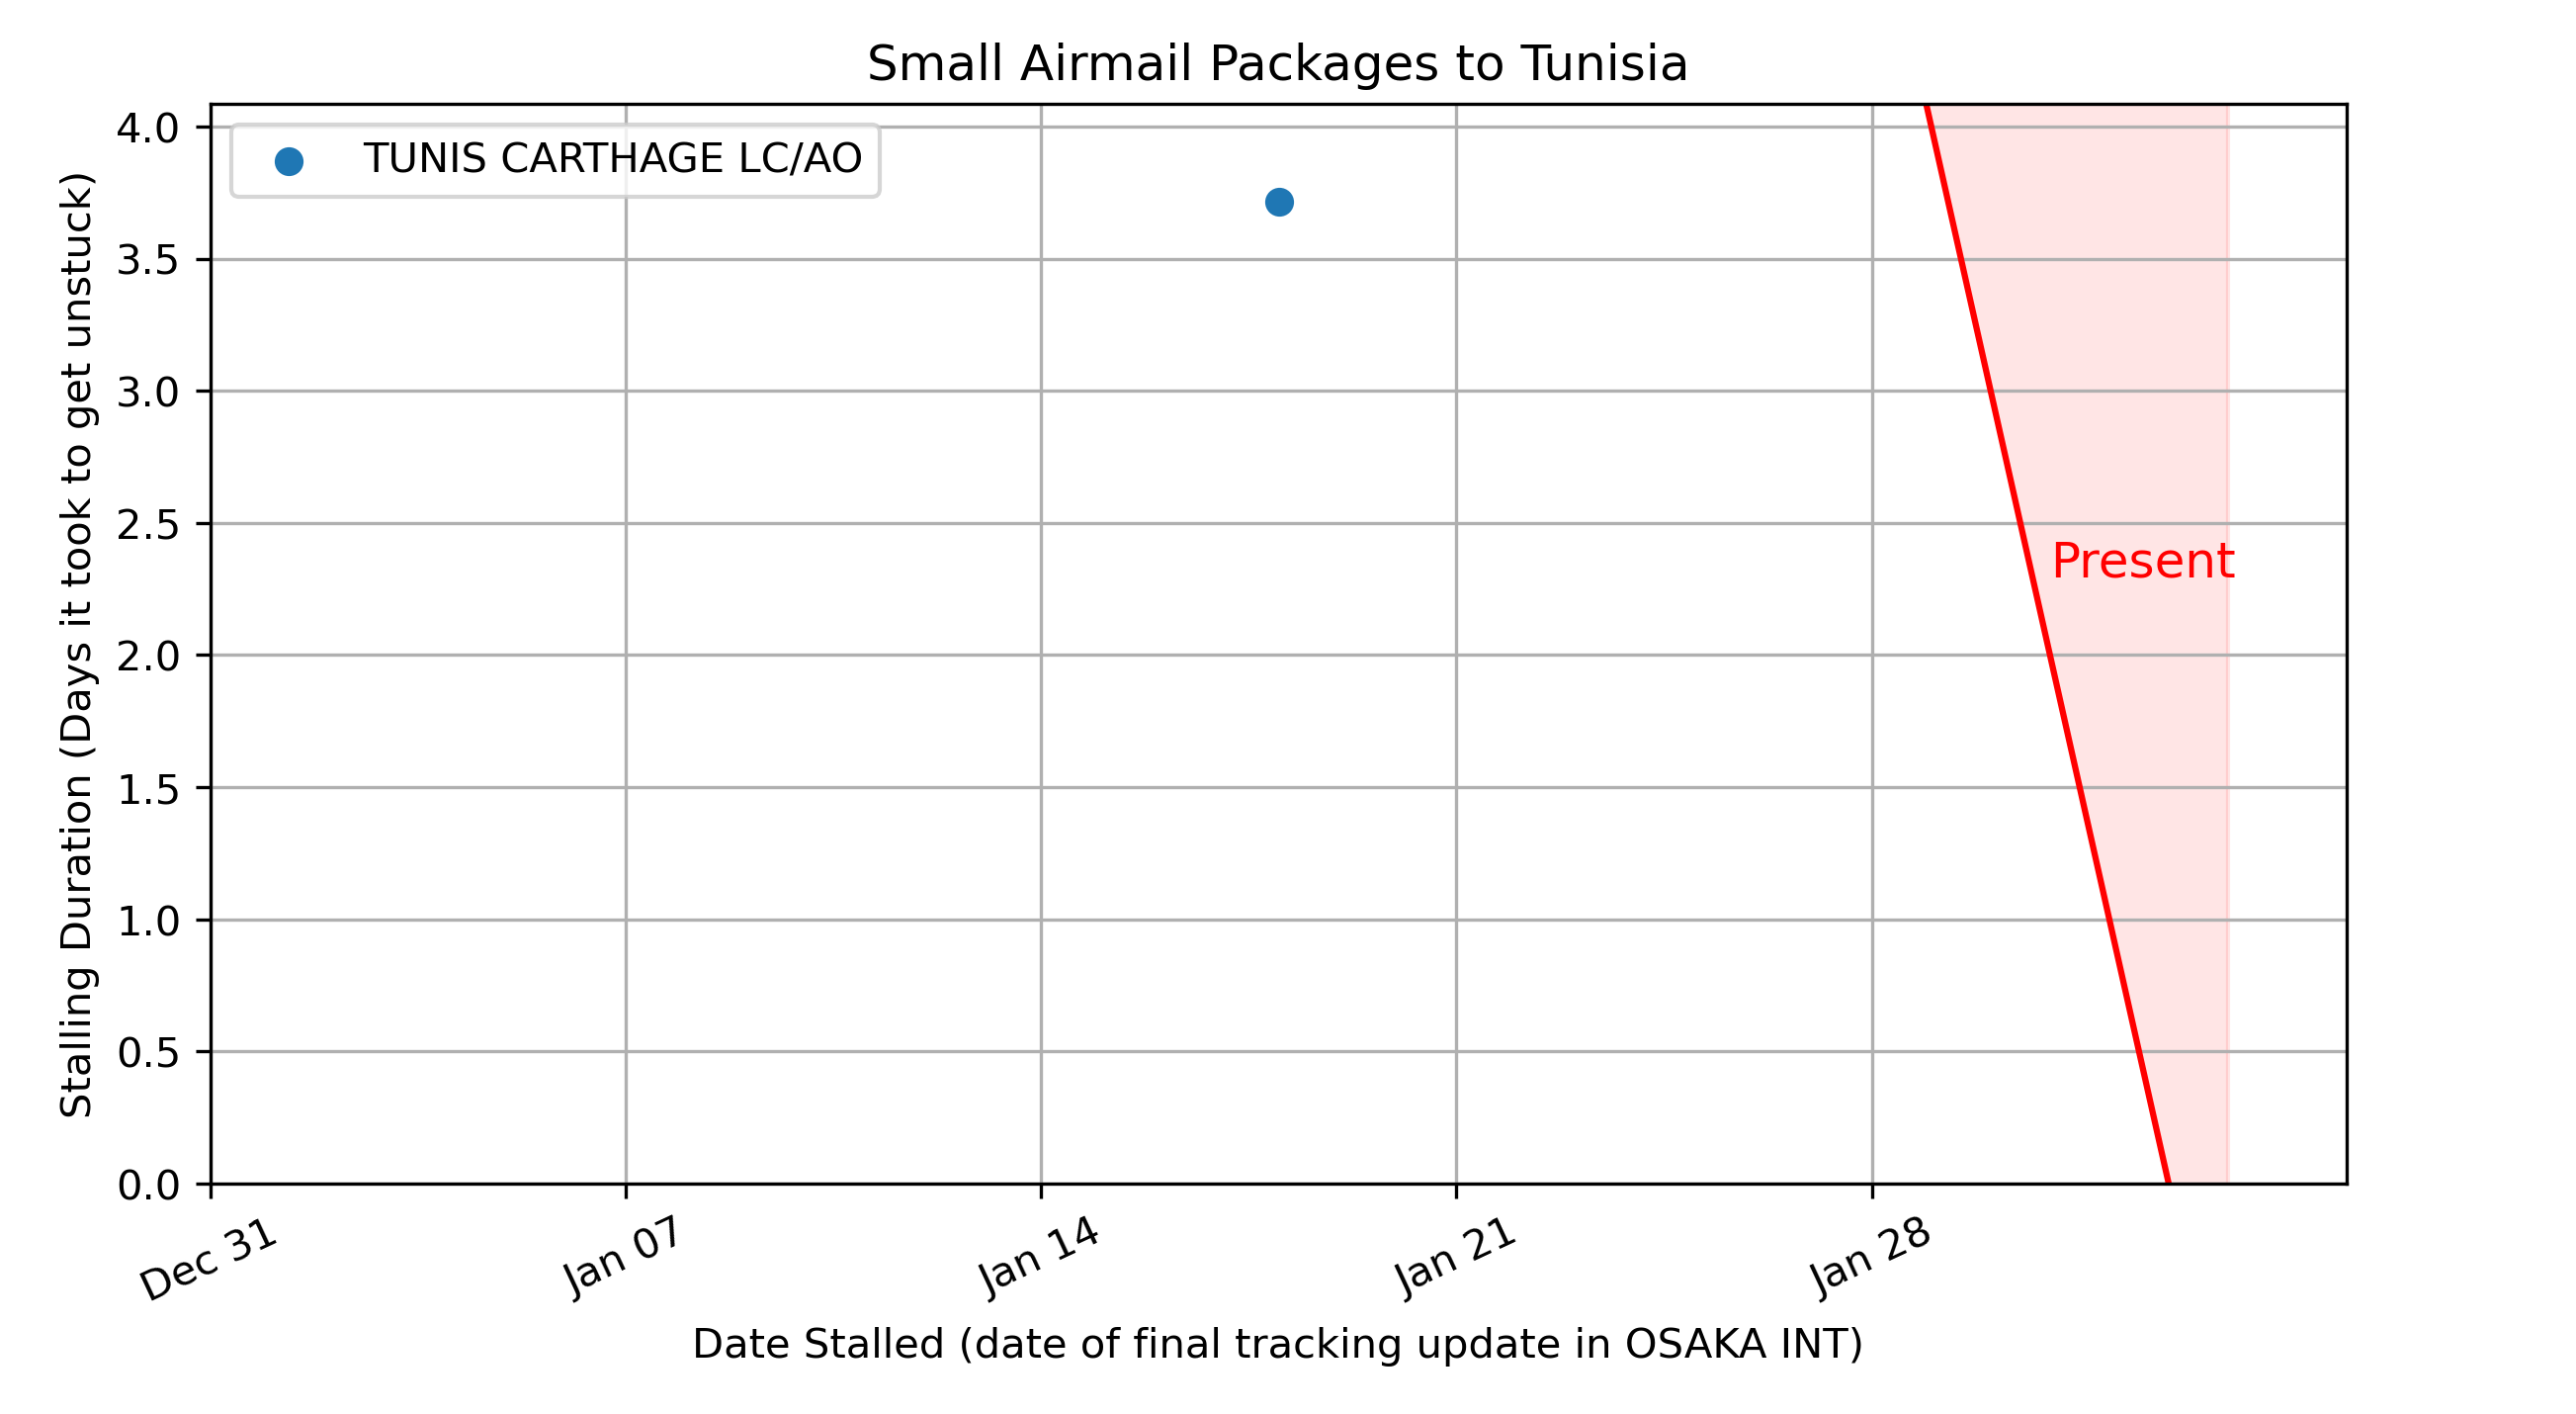 Small Airmail Packages to Tunisia
TUNIS CARTHAGE LC/AO
Stalling Duration (Days it took to get unstuck)
4.0
3.5
3.0
2.5
2.0
1.5
1.0
0.5
0.0
Present
Dec 31
Jan 07
Jan 14
Jan 21
Jan 28
Date Stalled (date of final tracking update in OSAKA INT)